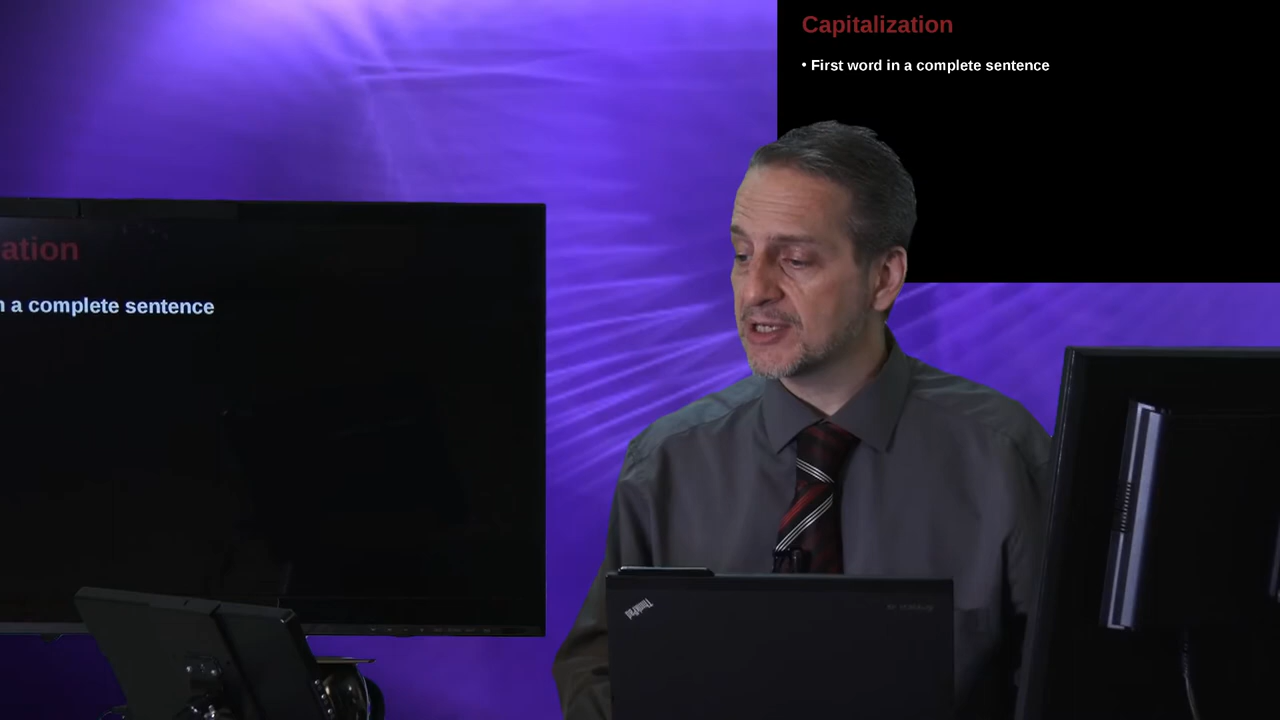 Capitalization
• First word in a complete sentence
ation
n a complete sentence
ThinkPad